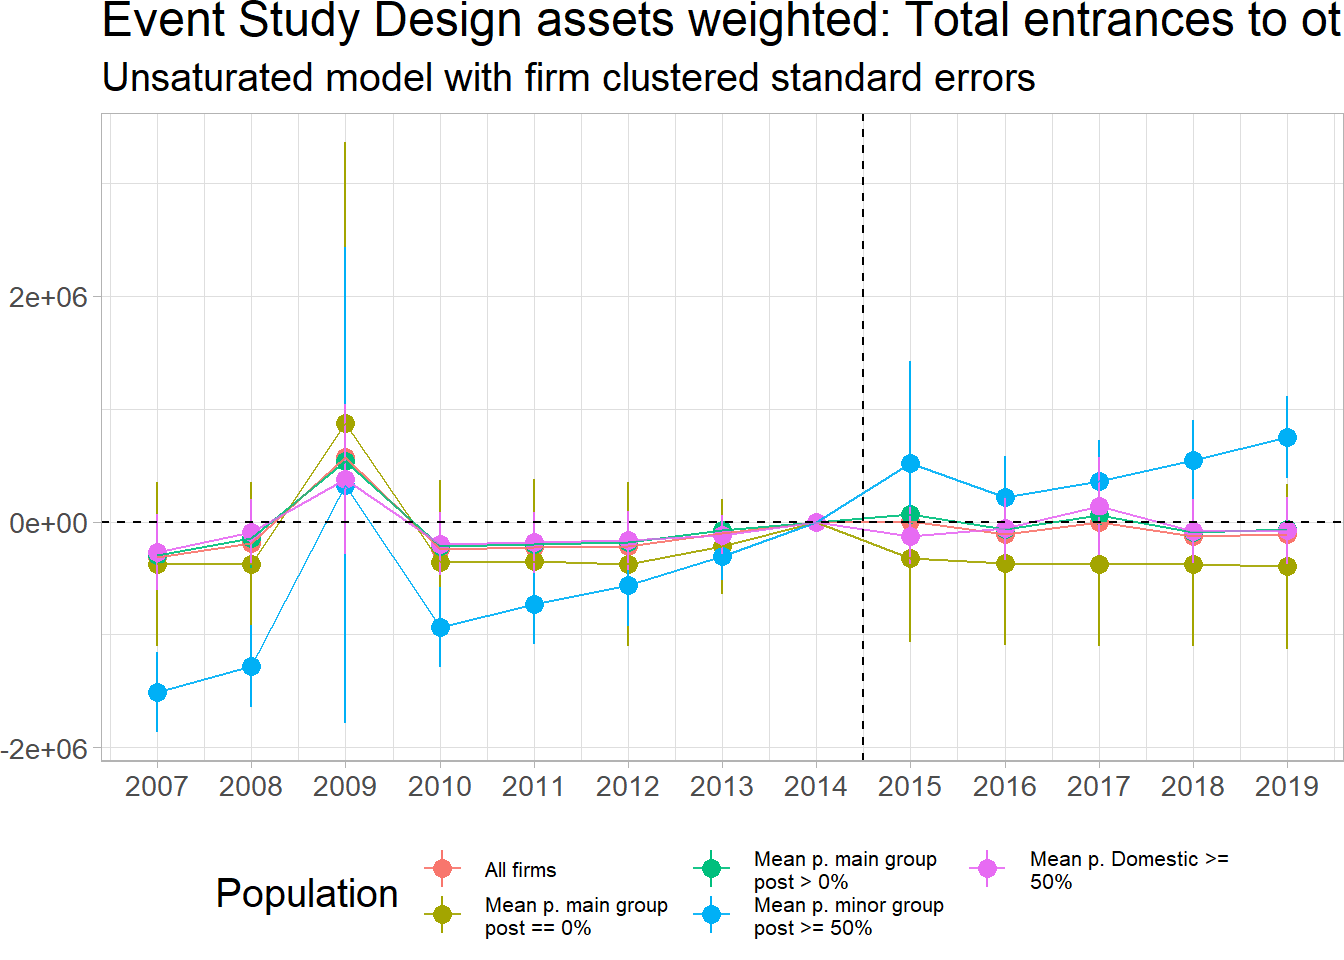 Event Study Design assets weighted: Total entrances to ot
Unsaturated model with firm clustered standard errors
2e+06
0e+00
-2e+06
2007 2008 2009 2010 2011 2012 2013 2014 2015 2016 2017 2018 2019
Population
All firms
Mean p. main group
post == 0%
Mean p. main group
post > 0%
Mean p. minor group
post >= 50%
Mean p. Domestic >=
50%